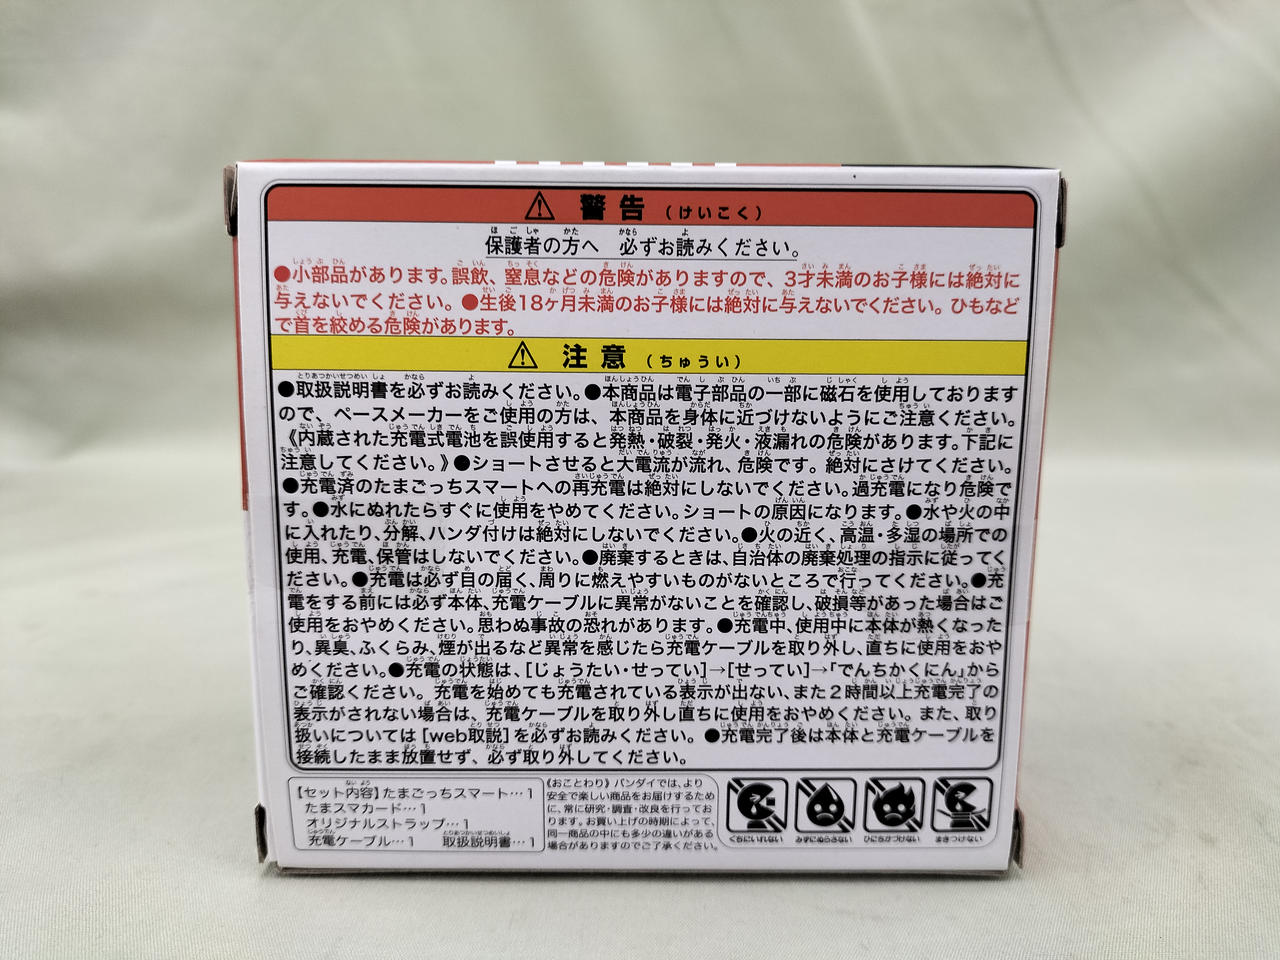 警告（けいこく）
保護者の方へ 必ずお読みください。
●小部品があります。誤飲、窒息などの危険がありますので、3才未満のお子様には絶対に
与えないでください。●生後18ヶ月未満のお子様には絶対に与えないでください。ひもなど
で首を絞める危険があります。
注意（ちゅうい）
●取扱説明書を必ずお読みください。●本商品は電子部品の一部に磁石を使用しております
ので、ペースメーカーをご使用の方は、本商品を身体に近づけないようにご注意ください。
《内蔵された充電式電池を誤使用すると発熱・破裂・発火・液漏れの危険があります。下記に
注意してください。》●ショートさせると大電流が流れ、危険です。絶対にさけてください。
●充電済のたまごっちスマートへの再充電は絶対にしないでください。過充電になり危険で
す。●水にぬれたらすぐに使用をやめてください。ショートの原因になります。●水や火の中
に入れたり、分解、ハンダ付けは絶対にしないでください。●火の近く、高温・多湿の場所での
使用、充電、保管はしないでください。●廃棄するときは、自治体の廃棄処理の指示に従ってく
ださい。●充電は必ず目の届く、周りに燃えやすいものがないところで行ってください。●充
電をする前には必ず本体、充電ケーブルに異常がないことを確認し、破損等があった場合はご
使用をおやめください。思わぬ事故の恐れがあります。●充電中、使用中に本体が熱くなった
り、異臭、ふくらみ、煙が出るなど異常を感じたら充電ケーブルを取り外し、直ちに使用をおや
めください。●充電の状態は、[じょうたい・せってい]→[せってい]→「でんちかくにん」から
ご確認ください。充電を始めても充電されている表示が出ない、また2時間以上充電完了の
表示がされない場合は、充電ケーブルを取り外し直ちに使用をおやめください。また、取り
扱いについては[web取説]を必ずお読みください。●充電完了後は本体と充電ケーブルを
接続したまま放置せず、必ず取り外してください。
【セット内容】たまごっちスマート…1
たまスマカード…1
オリジナルストラップ…1
充電ケーブル…1 取扱説明書…1
《おことわり》バンダイでは、より
安全で楽しい商品をお届けするため
に、常に研究・調査・改良を行ってお
ります。お買い上げの時期によって、
同一商品の中にも多少の違いがある
場合がありますのでご了承ください。
くちにいれない みずにぬらさない ひにちかづけない まきつけない